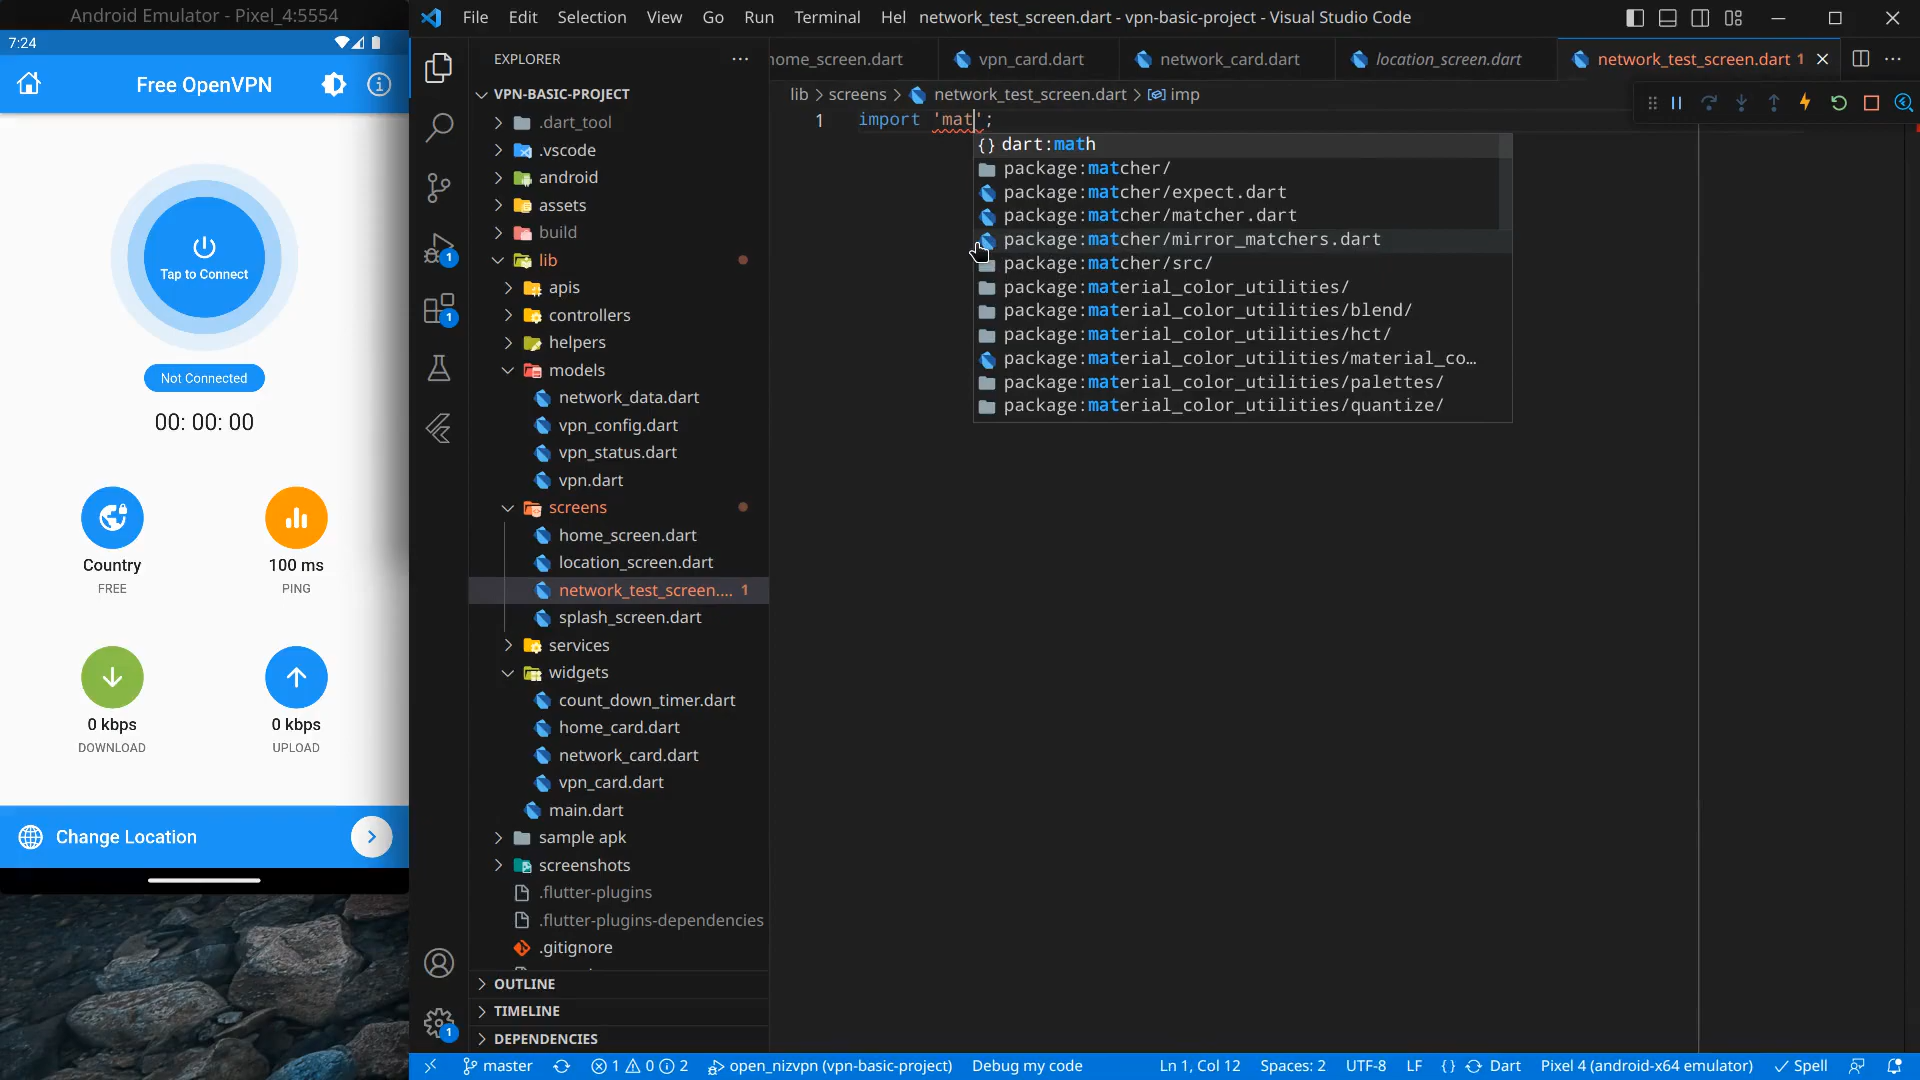 Android Emulator - Pixel_4:5554
7:24
Free OpenVPN
Tap to Connect
Not Connected
00: 00: 00
Country
FREE
100 ms
PING
0 kbps
DOWNLOAD
0 kbps
UPLOAD
Change Location
File Edit Selection View Go Run Terminal Hel
network_test_screen.dart - vpn-basic-project - Visual Studio Code
EXPLORER
VPN-BASIC-PROJECT
.dart_tool
.vscode
android
assets
build
lib
apis
controllers
helpers
models
network_data.dart
vpn_config.dart
vpn_status.dart
vpn.dart
screens
home_screen.dart
location_screen.dart
network_test_screen.... 1
splash_screen.dart
services
widgets
count_down_timer.dart
home_card.dart
network_card.dart
vpn_card.dart
main.dart
sample apk
screenshots
.flutter-plugins
.flutter-plugins-dependencies
.gitignore
OUTLINE
TIMELINE
DEPENDENCIES
1
1
1
home_screen.dart
vpn_card.dart
network_card.dart
location_screen.dart
network_test_screen.dart 1
lib > screens > network_test_screen.dart > imp
1 import 'mat';
{} dart:math
package:matcher/
package:matcher/expect.dart
package:matcher/matcher.dart
package:matcher/mirror_matchers.dart
package:matcher/src/
package:material_color_utilities/
package:material_color_utilities/blend/
package:material_color_utilities/hct/
package:material_color_utilities/material_co...
package:material_color_utilities/palettes/
package:material_color_utilities/quantize/
master
1 0 2
open_nizvpn (vpn-basic-project)
Debug my code
Ln 1, Col 12
Spaces: 2
UTF-8
LF
{} Dart
Pixel 4 (android-x64 emulator)
Spell